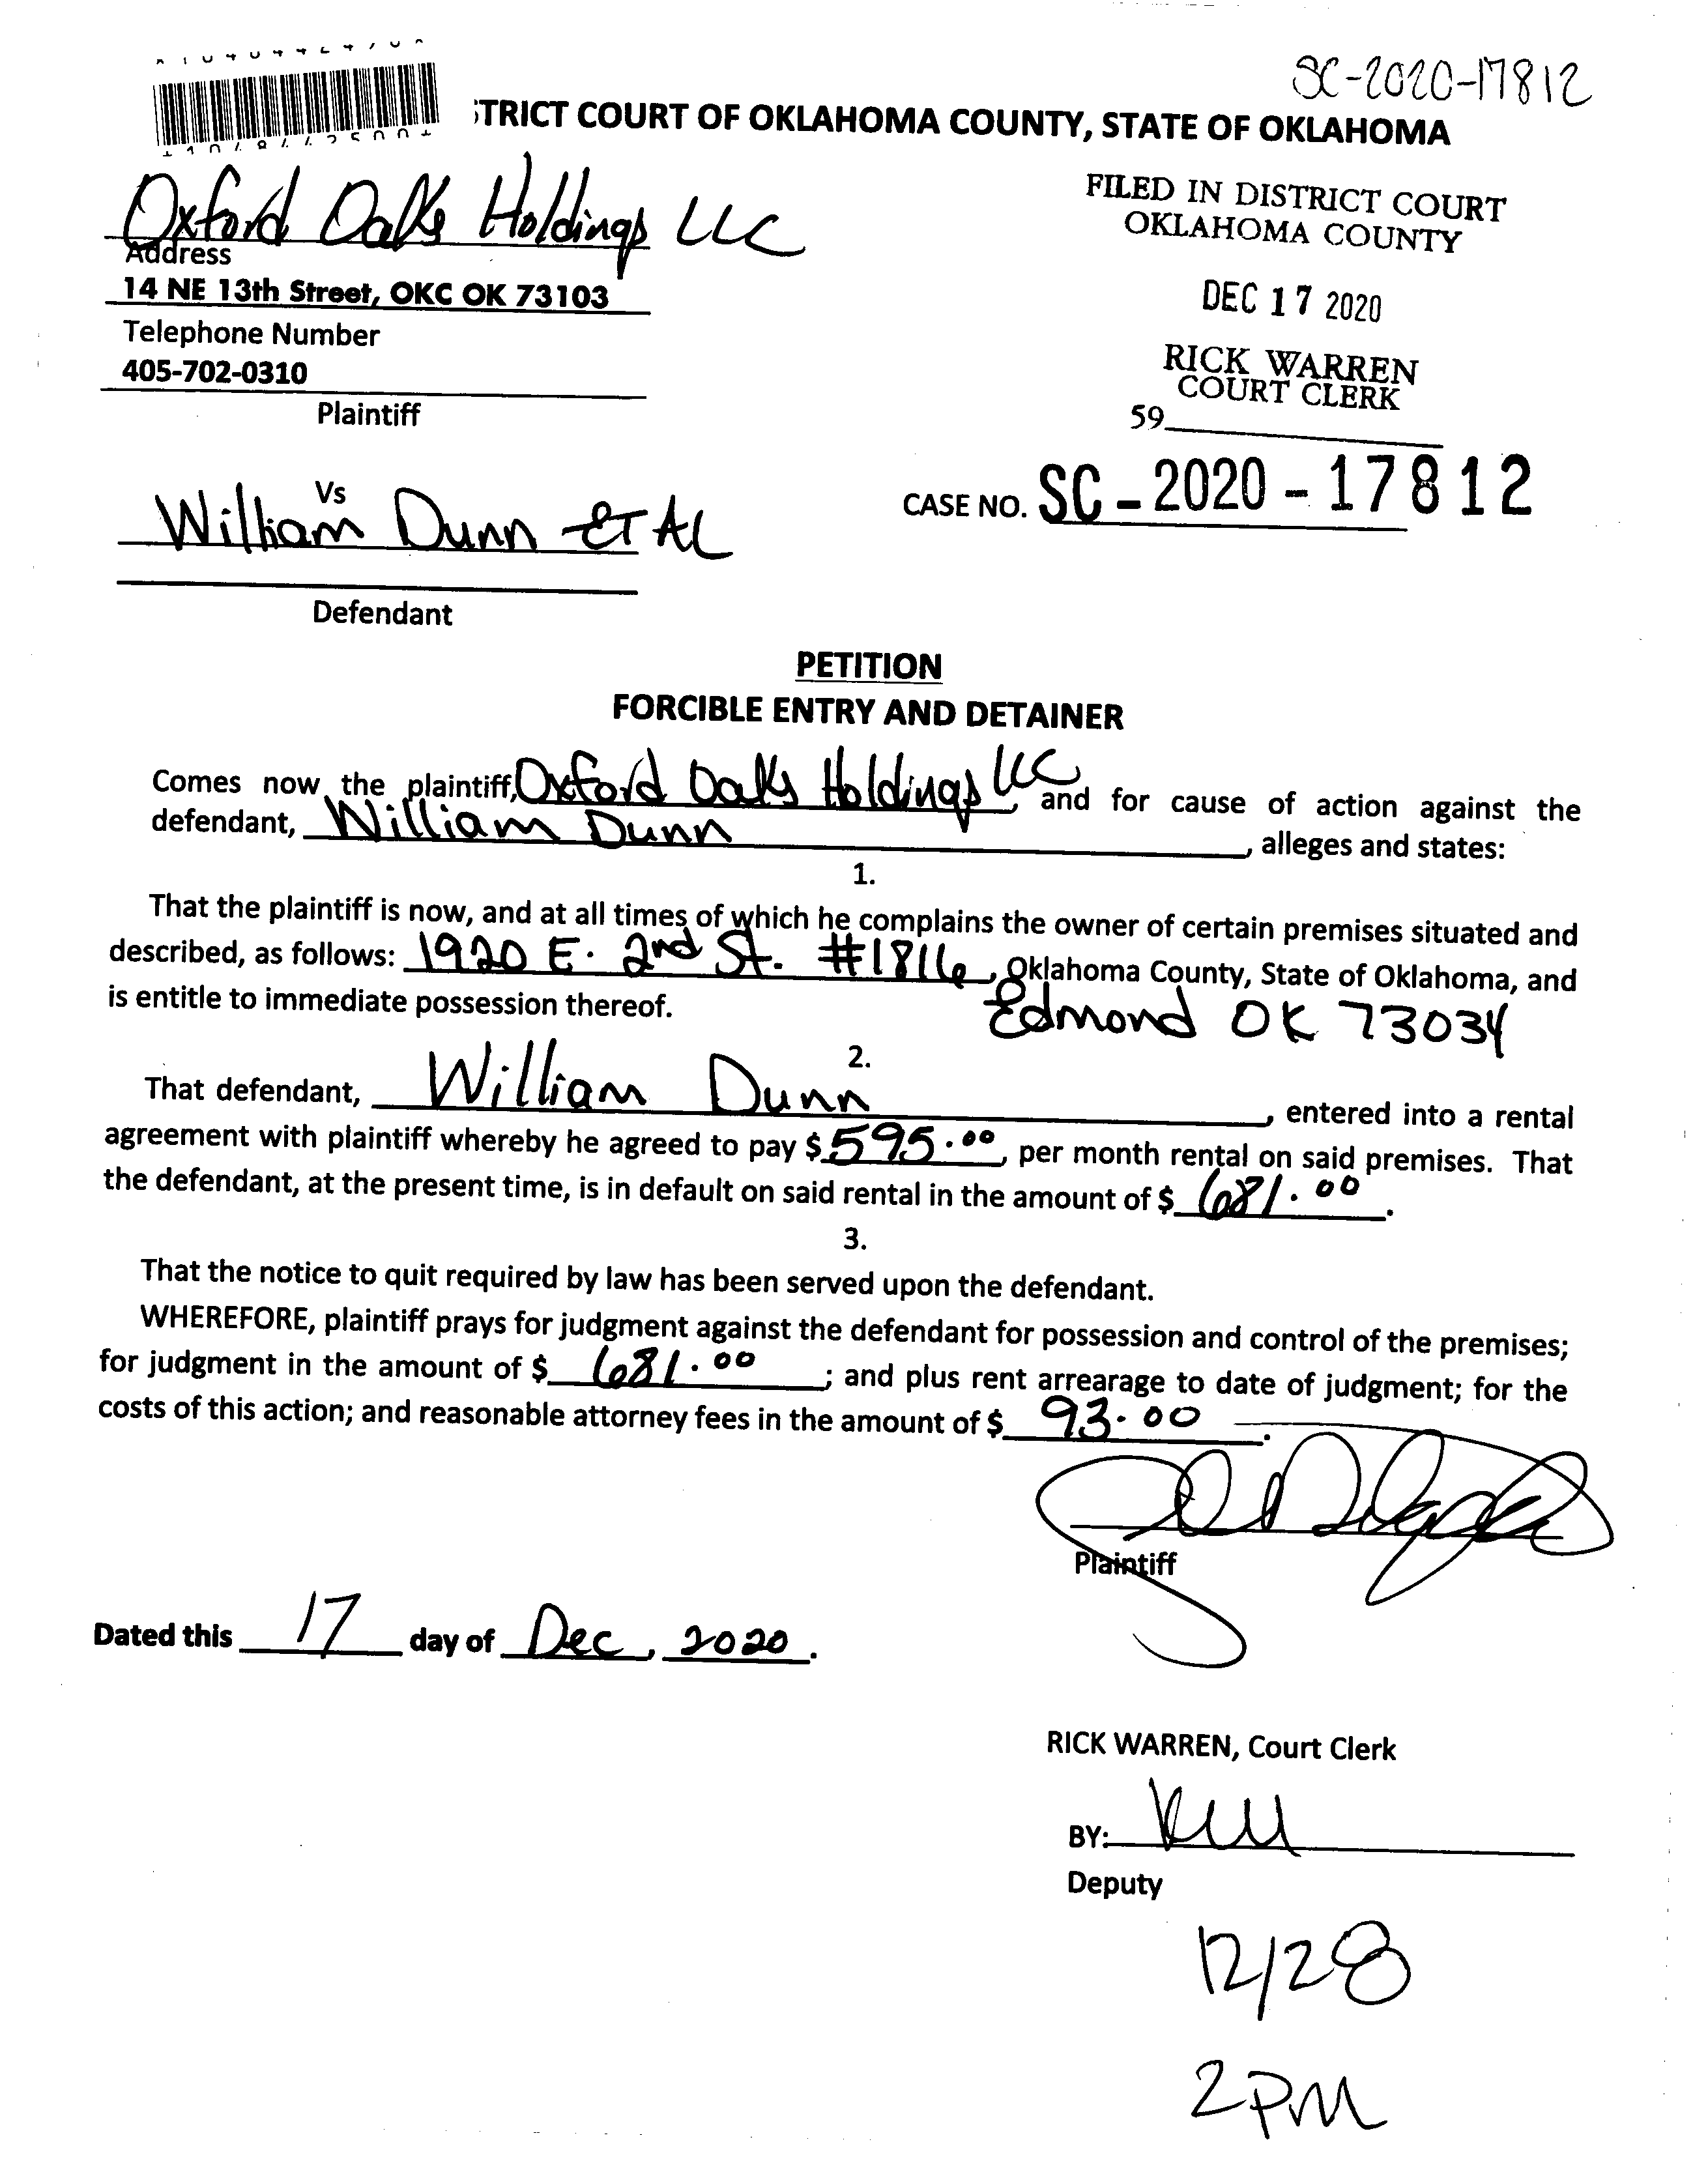 SC-2020-17812
TRICT COURT OF OKLAHOMA COUNTY, STATE OF OKLAHOMA
Oxford Oaks Holdings LLC
Address
14 NE 13th Street, OKC OK 73103
Telephone Number
405-702-0310
Plaintiff
FILED IN DISTRICT COURT
OKLAHOMA COUNTY
DEC 17 2020
RICK WARREN
COURT CLERK
59
CASE NO. SC-2020-17812
Vs
William Dunn ET AL
Defendant
PETITION
FORCIBLE ENTRY AND DETAINER
Comes now the plaintiff, Oxford Oaks Holdings LLC, and for cause of action against the
defendant, William Dunn, alleges and states:
1.
That the plaintiff is now, and at all times of which he complains the owner of certain premises situated and
described, as follows: 1920 E. 2nd St. #1816, Oklahoma County, State of Oklahoma, and
is entitle to immediate possession thereof. Edmond OK 73034
2.
That defendant, William Dunn, entered into a rental
agreement with plaintiff whereby he agreed to pay $595.00, per month rental on said premises. That
the defendant, at the present time, is in default on said rental in the amount of $ 681.00.
3.
That the notice to quit required by law has been served upon the defendant.
WHEREFORE, plaintiff prays for judgment against the defendant for possession and control of the premises;
for judgment in the amount of $ 681.00; and plus rent arrearage to date of judgment; for the
costs of this action; and reasonable attorney fees in the amount of $ 93.00.
Plaintiff
Dated this 17 day of Dec, 2020.
RICK WARREN, Court Clerk
BY:
Deputy
12/28
2PM